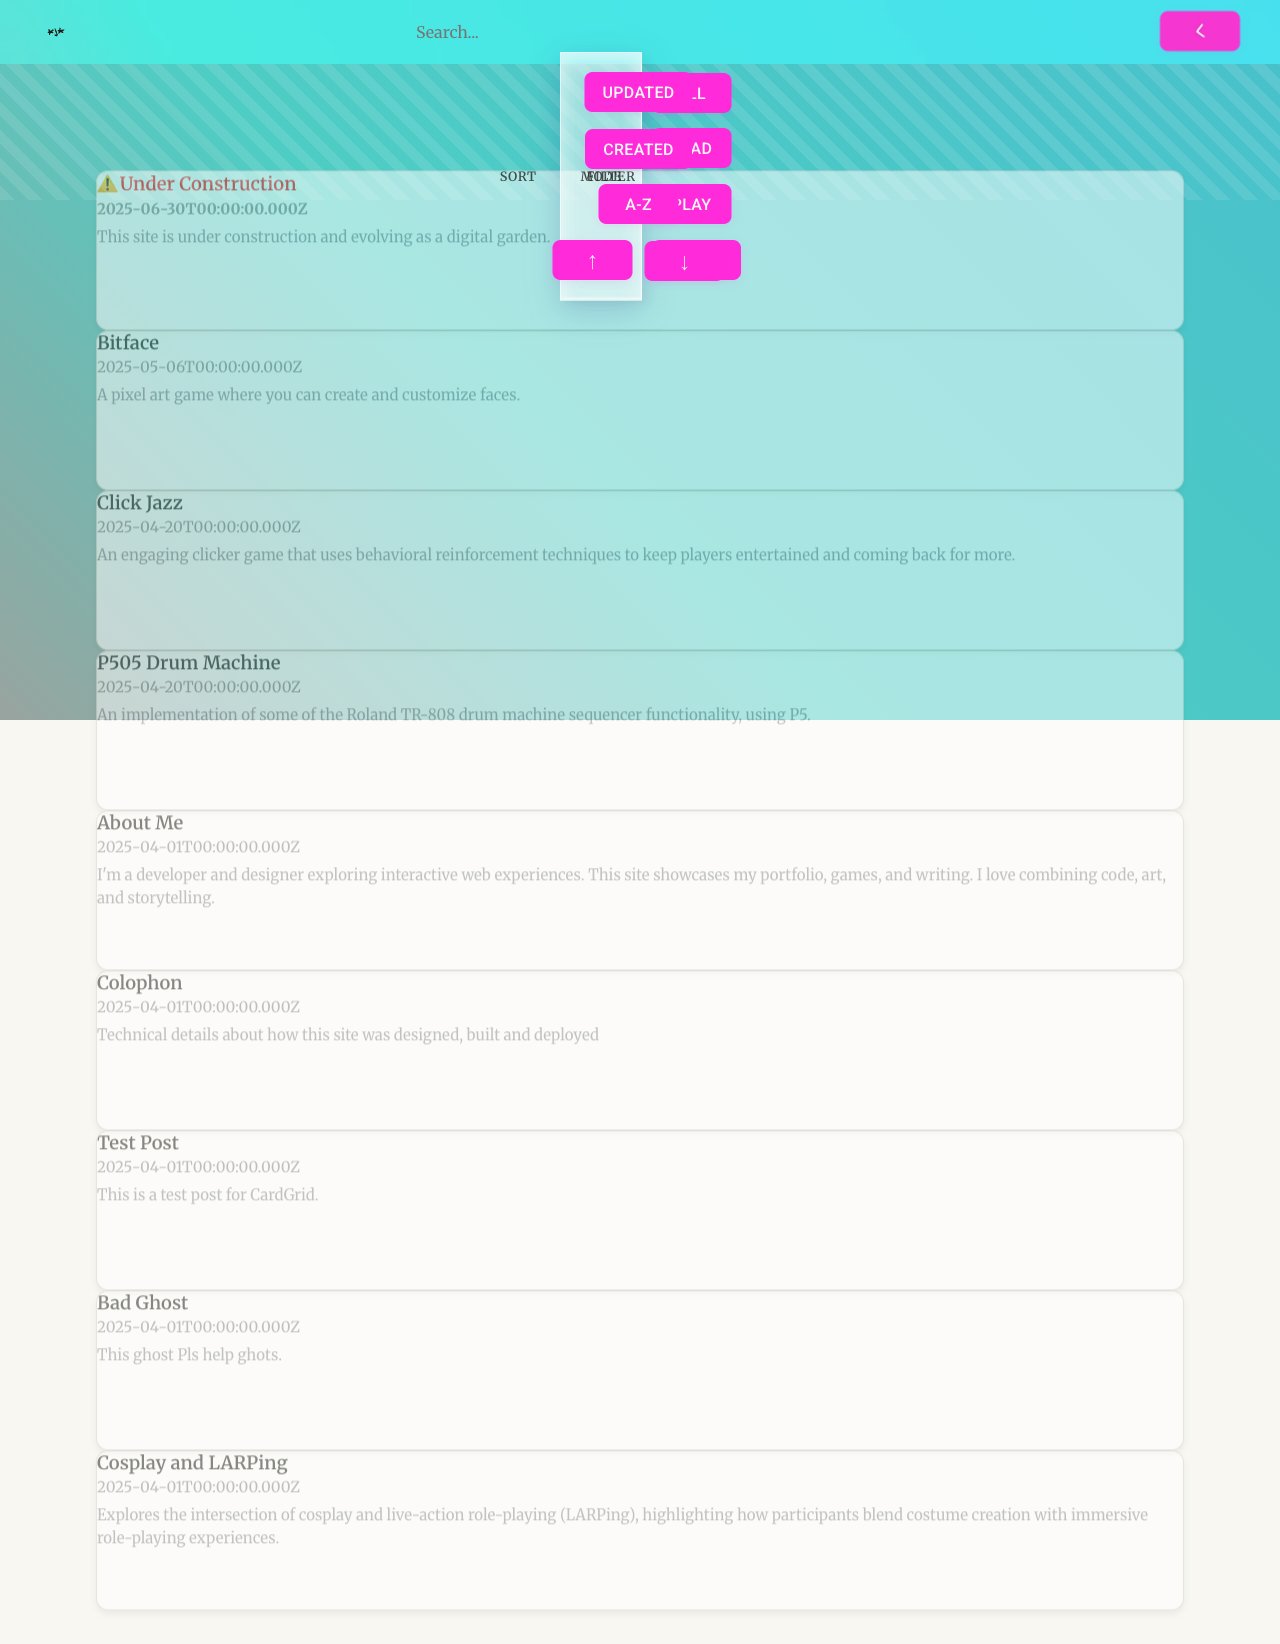 Search...
UPDATED
CREATED
SORT
FILTER
A-Z
PLAY
↑
↓
⚠️Under Construction
2025-06-30T00:00:00.000Z
This site is under construction and evolving as a digital garden.
Bitface
2025-05-06T00:00:00.000Z
A pixel art game where you can create and customize faces.
Click Jazz
2025-04-20T00:00:00.000Z
An engaging clicker game that uses behavioral reinforcement techniques to keep players entertained and coming back for more.
P505 Drum Machine
2025-04-20T00:00:00.000Z
An implementation of some of the Roland TR-808 drum machine sequencer functionality, using P5.
About Me
2025-04-01T00:00:00.000Z
I'm a developer and designer exploring interactive web experiences. This site showcases my portfolio, games, and writing. I love combining code, art,
and storytelling.
Colophon
2025-04-01T00:00:00.000Z
Technical details about how this site was designed, built and deployed
Test Post
2025-04-01T00:00:00.000Z
This is a test post for CardGrid.
Bad Ghost
2025-04-01T00:00:00.000Z
This ghost Pls help ghots.
Cosplay and LARPing
2025-04-01T00:00:00.000Z
Explores the intersection of cosplay and live-action role-playing (LARPing), highlighting how participants blend costume creation with immersive
role-playing experiences.